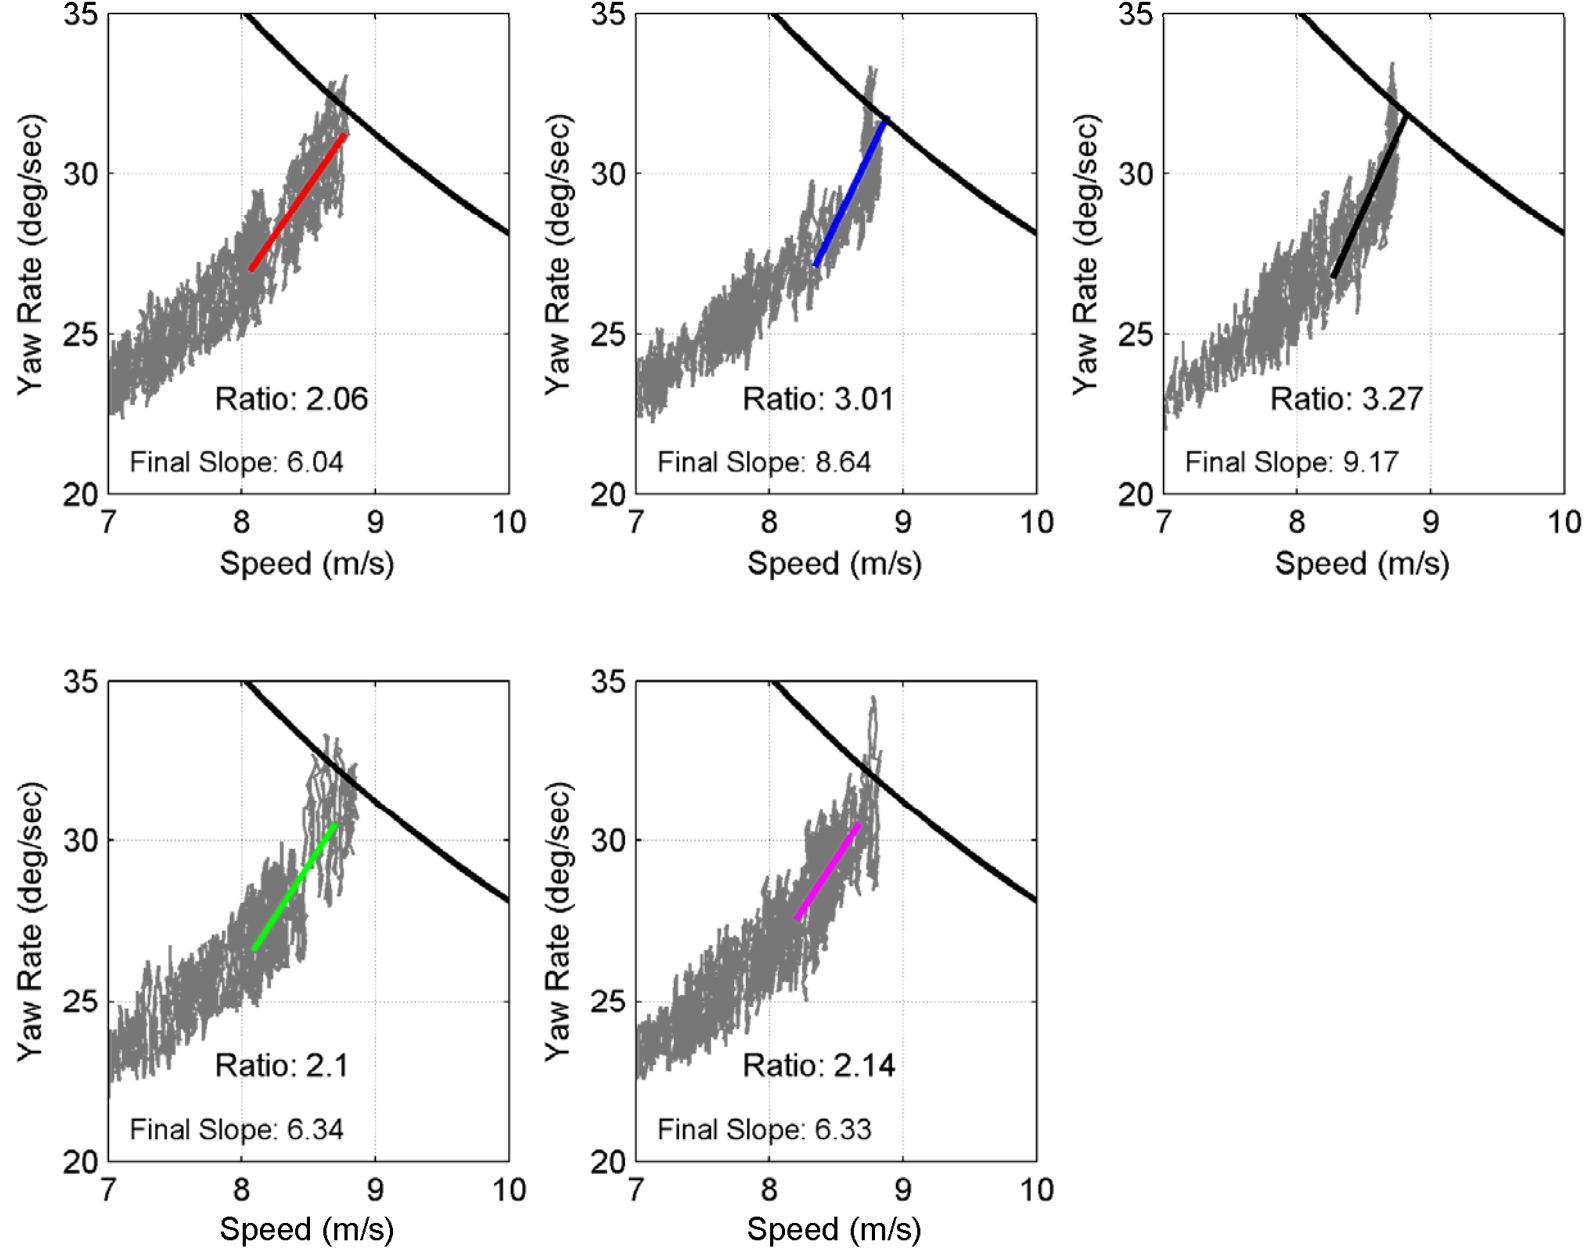 35
30
25
20
Yaw Rate (deg/sec)
Ratio: 2.06
Final Slope: 6.04
7 8 9 10
Speed (m/s)
35
30
25
20
Yaw Rate (deg/sec)
Ratio: 3.01
Final Slope: 8.64
7 8 9 10
Speed (m/s)
35
30
25
20
Yaw Rate (deg/sec)
Ratio: 3.27
Final Slope: 9.17
7 8 9 10
Speed (m/s)
35
30
25
20
Yaw Rate (deg/sec)
Ratio: 2.1
Final Slope: 6.34
7 8 9 10
Speed (m/s)
35
30
25
20
Yaw Rate (deg/sec)
Ratio: 2.14
Final Slope: 6.33
7 8 9 10
Speed (m/s)